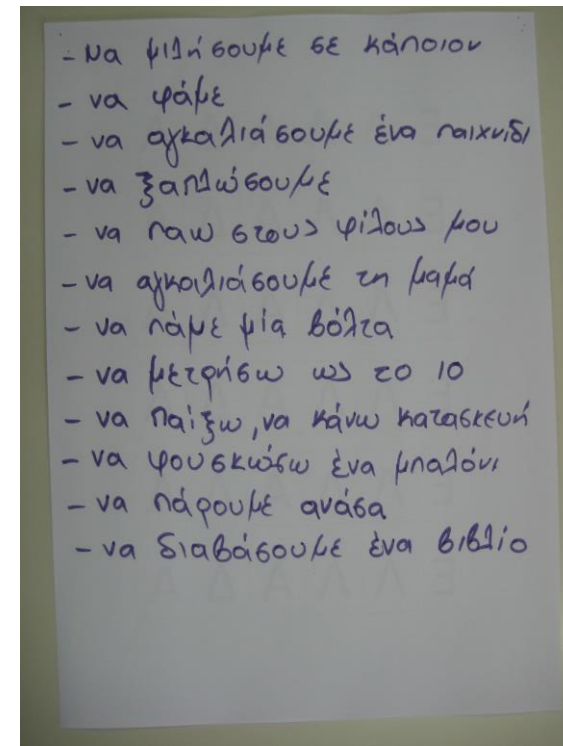 - Να μιλήσουμε σε κάποιον
- να φάμε
- να αγκαλιάσουμε ένα παιχνίδι
- να ξαπλώσουμε
- να παω στους φίλους μου
- να αγκαλιάσουμε τη μαμά
- να πάμε μία βόλτα
- να μετρήσω ως το 10
- να παίξω, να κάνω κατασκευή
- να φουσκώσω ένα μπαλόνι
- να πάρουμε ανάσα
- να διαβάσουμε ένα βιβλίο